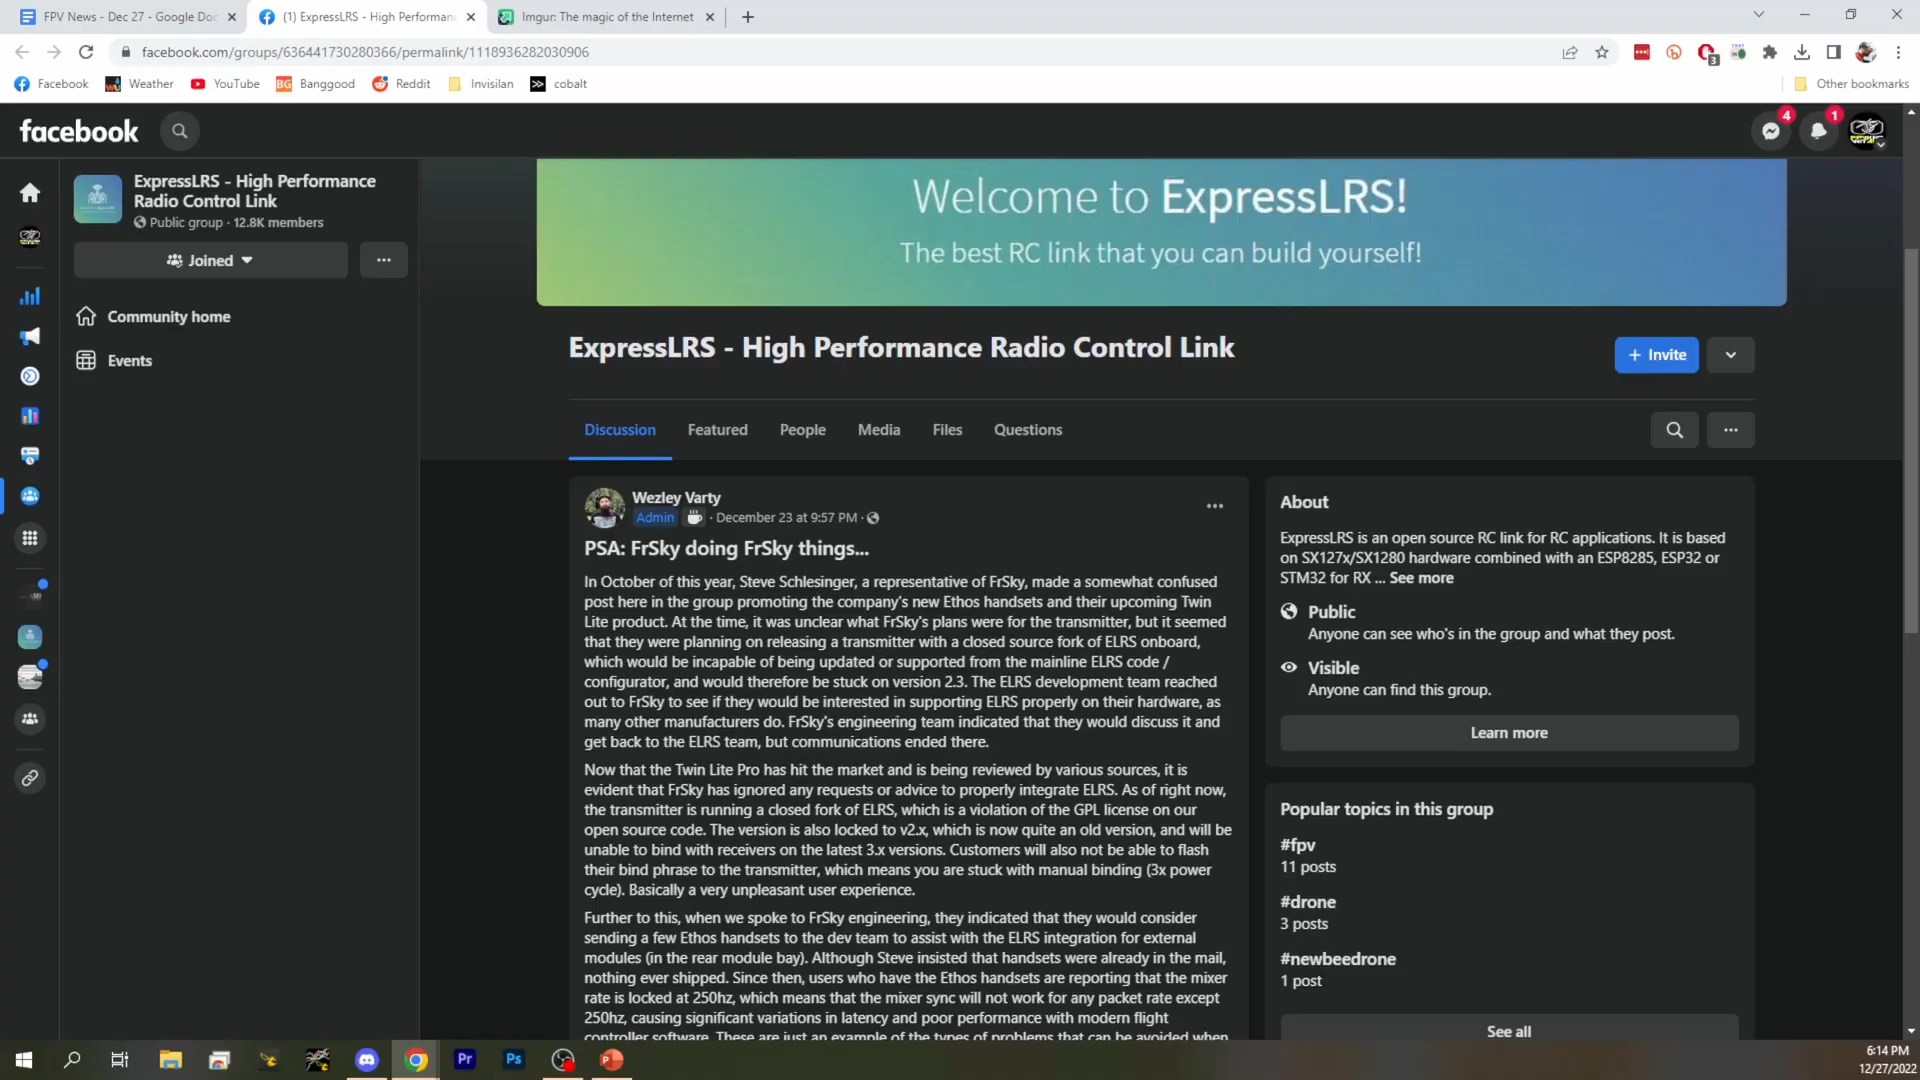 FPV News - Dec 27 - Google Doc
(1) ExpressLRS - High Performan
Imgur: The magic of the Internet
facebook.com/groups/636441730280366/permalink/1118936282030906
3
Facebook
Weather
YouTube
BG Banggood
Reddit
Invisilan
cobalt
Other bookmarks
facebook
4
1
ExpressLRS - High Performance
Radio Control Link
Public group · 12.8K members
Joined
Community home
Events
Welcome to ExpressLRS!
The best RC link that you can build yourself!
ExpressLRS - High Performance Radio Control Link
+ Invite
Discussion
Featured
People
Media
Files
Questions
Wezley Varty
Admin · December 23 at 9:57 PM ·
PSA: FrSky doing FrSky things...
In October of this year, Steve Schlesinger, a representative of FrSky, made a somewhat confused
post here in the group promoting the company's new Ethos handsets and their upcoming Twin
Lite product. At the time, it was unclear what FrSky's plans were for the transmitter, but it seemed
that they were planning on releasing a transmitter with a closed source fork of ELRS onboard,
which would be incapable of being updated or supported from the mainline ELRS code /
configurator, and would therefore be stuck on version 2.3. The ELRS development team reached
out to FrSky to see if they would be interested in supporting ELRS properly on their hardware, as
many other manufacturers do. FrSky's engineering team indicated that they would discuss it and
get back to the ELRS team, but communications ended there.
Now that the Twin Lite Pro has hit the market and is being reviewed by various sources, it is
evident that FrSky has ignored any requests or advice to properly integrate ELRS. As of right now,
the transmitter is running a closed fork of ELRS, which is a violation of the GPL license on our
open source code. The version is also locked to v2.x, which is now quite an old version, and will be
unable to bind with receivers on the latest 3.x versions. Customers will also not be able to flash
their bind phrase to the transmitter, which means you are stuck with manual binding (3x power
cycle). Basically a very unpleasant user experience.
Further to this, when we spoke to FrSky engineering, they indicated that they would consider
sending a few Ethos handsets to the dev team to assist with the ELRS integration for external
modules (in the rear module bay). Although Steve insisted that handsets were already in the mail,
nothing ever shipped. Since then, users who have the Ethos handsets are reporting that the mixer
rate is locked at 250hz, which means that the mixer sync will not work for any packet rate except
250hz, causing significant variations in latency and poor performance with modern flight
controller software. These are just an example of the types of problems that can be avoided when
About
ExpressLRS is an open source RC link for RC applications. It is based
on SX127x/SX1280 hardware combined with an ESP8285, ESP32 or
STM32 for RX ... See more
Public
Anyone can see who's in the group and what they post.
Visible
Anyone can find this group.
Learn more
Popular topics in this group
#fpv
11 posts
#drone
3 posts
#newbeedrone
1 post
See all
Pr
Ps
P
6:14 PM
12/27/2022